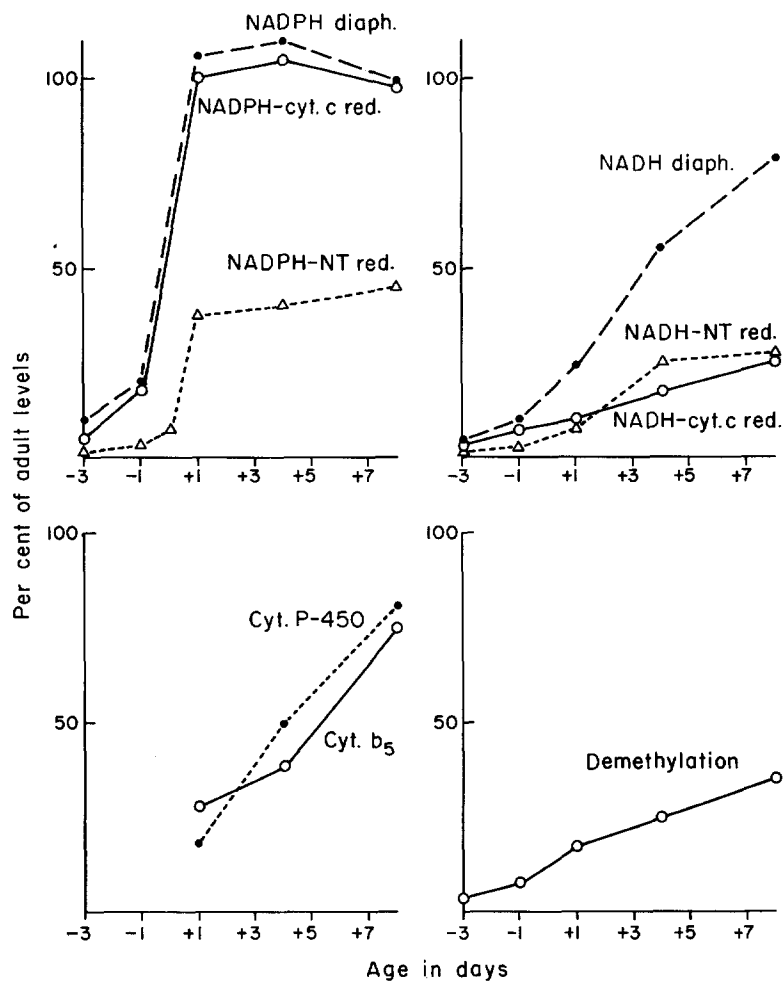 NADPH diaph.
100
NADPH-cyt. c red.
NADPH-NT red.
50
-3 -1 +1 +3 +5 +7
100
NADH diaph.
50
NADH-NT red.
NADH-cyt.c red.
-3 -1 +1 +3 +5 +7
Per cent of adult levels
100
Cyt. P-450
50
Cyt. b5
-3 -1 +1 +3 +5 +7
100
50
Demethylation
-3 -1 +1 +3 +5 +7
Age in days